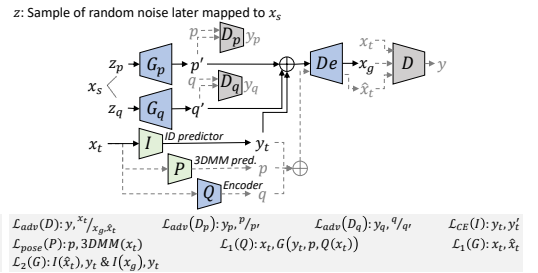 z: Sample of random noise later mapped to x_s
p D_p y_p x_t
z_p G_p p' De x_g D y
x_s q D_q y_q x̂_t
z_q G_q q'
x_t I ID predictor y_t
P 3DMM pred. p
Q Encoder q
ℒ_adv(D): y, x_t/x_g,x̂_t ℒ_adv(D_p): y_p, p/p' ℒ_adv(D_q): y_q, q/q' ℒ_CE(I): y_t, y_t'
ℒ_pose(P): p, 3DMM(x_t) ℒ_1(Q): x_t, G(y_t, p, Q(x_t)) ℒ_1(G): x_t, x̂_t
ℒ_2(G): I(x̂_t), y_t & I(x_g), y_t